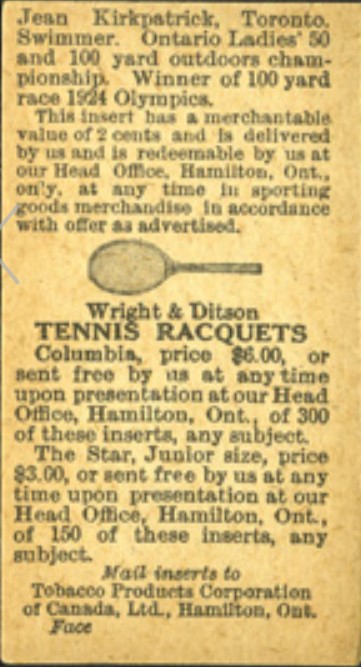 Jean Kirkpatrick, Toronto.
Swimmer. Ontario Ladies' 50
and 100 yard outdoors cham-
pionship. Winner of 100 yard
race 1924 Olympics.
This insert has a merchantable
value of 2 cents and is delivered
by us and is redeemable by us at
our Head Office, Hamilton, Ont.,
only, at any time in sporting
goods merchandise in accordance
with offer as advertised.
Wright & Ditson
TENNIS RACQUETS
Columbia, price $6.00, or
sent free by us at any time
upon presentation at our Head
Office, Hamilton, Ont., of 300
of these inserts, any subject.
The Star, Junior size, price
$3.00, or sent free by us at any
time upon presentation at our
Head Office, Hamilton, Ont.,
of 150 of these inserts, any
subject.
Mail inserts to
Tobacco Products Corporation
of Canada, Ltd., Hamilton, Ont.
Face